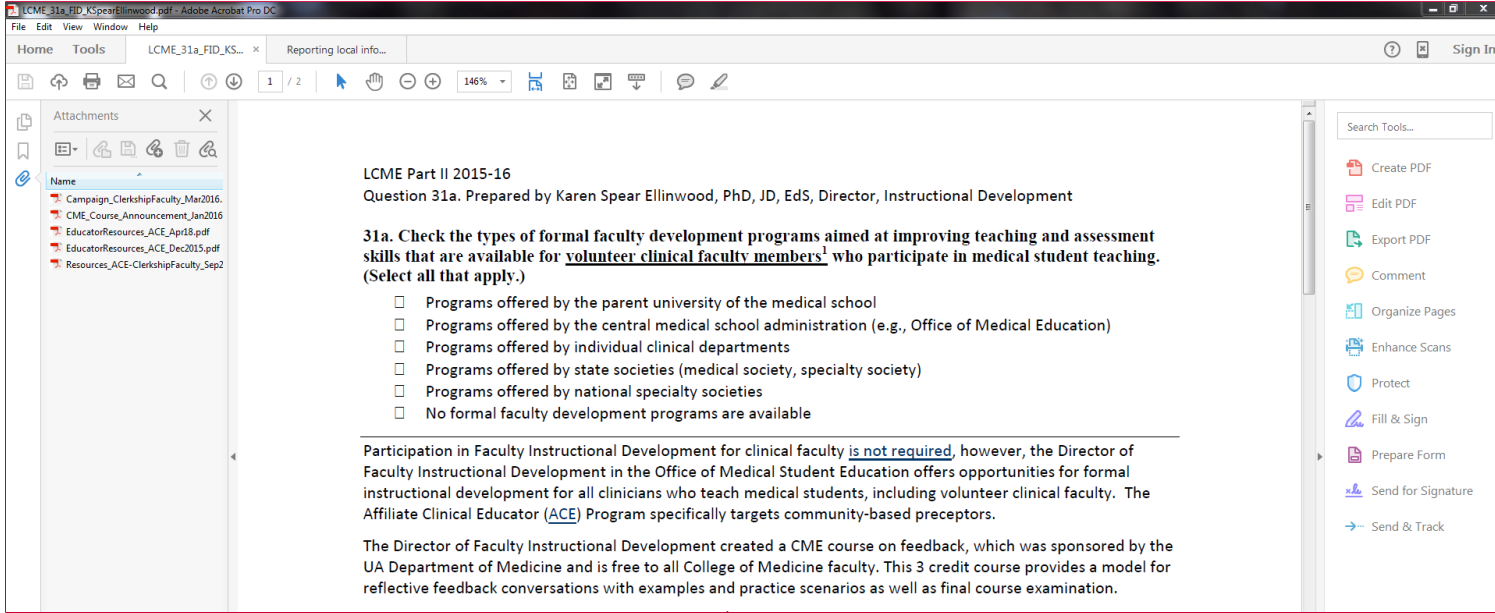 LCME_31a_FID_KSpearEllinwood.pdf - Adobe Acrobat Pro DC
File Edit View Window Help
Home Tools LCME_31a_FID_KS... × Reporting local info... Sign In
1 / 2 146%
Attachments
Name
Campaign_ClerkshipFaculty_Mar2016.
CME_Course_Announcement_Jan2016
EducatorResources_ACE_Apr18.pdf
EducatorResources_ACE_Dec2015.pdf
Resources_ACE-ClerkshipFaculty_Sep2
LCME Part II 2015-16
Question 31a. Prepared by Karen Spear Ellinwood, PhD, JD, EdS, Director, Instructional Development
31a. Check the types of formal faculty development programs aimed at improving teaching and assessment
skills that are available for volunteer clinical faculty members¹ who participate in medical student teaching.
(Select all that apply.)
☐ Programs offered by the parent university of the medical school
☐ Programs offered by the central medical school administration (e.g., Office of Medical Education)
☐ Programs offered by individual clinical departments
☐ Programs offered by state societies (medical society, specialty society)
☐ Programs offered by national specialty societies
☐ No formal faculty development programs are available
Participation in Faculty Instructional Development for clinical faculty is not required, however, the Director of
Faculty Instructional Development in the Office of Medical Student Education offers opportunities for formal
instructional development for all clinicians who teach medical students, including volunteer clinical faculty. The
Affiliate Clinical Educator (ACE) Program specifically targets community-based preceptors.
The Director of Faculty Instructional Development created a CME course on feedback, which was sponsored by the
UA Department of Medicine and is free to all College of Medicine faculty. This 3 credit course provides a model for
reflective feedback conversations with examples and practice scenarios as well as final course examination.
Search Tools...
Create PDF
Edit PDF
Export PDF
Comment
Organize Pages
Enhance Scans
Protect
Fill & Sign
Prepare Form
Send for Signature
Send & Track